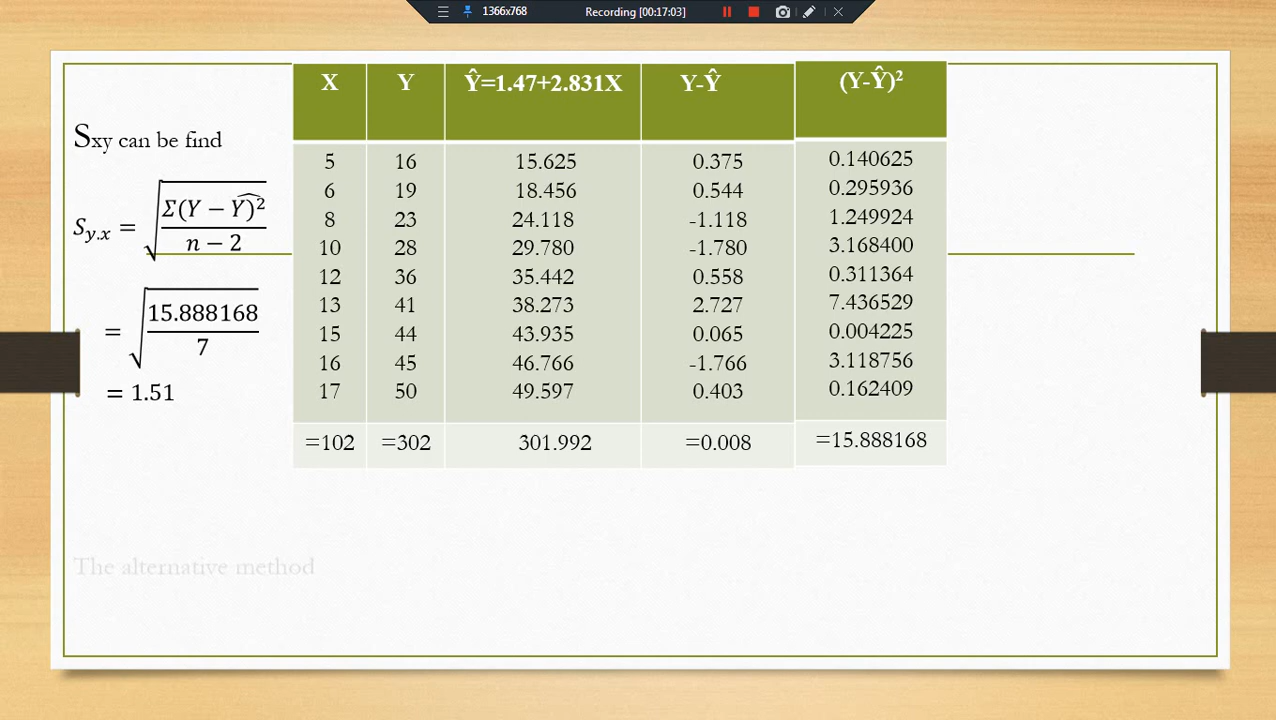 1366x768 Recording [00:17:03]
Sxy can be find
S_{y.x} = √(Σ(Y − Ŷ)²/(n − 2))
= √(15.888168/7)
= 1.51
X Y Ŷ=1.47+2.831X Y-Ŷ (Y-Ŷ)²
5 16 15.625 0.375 0.140625
6 19 18.456 0.544 0.295936
8 23 24.118 -1.118 1.249924
10 28 29.780 -1.780 3.168400
12 36 35.442 0.558 0.311364
13 41 38.273 2.727 7.436529
15 44 43.935 0.065 0.004225
16 45 46.766 -1.766 3.118756
17 50 49.597 0.403 0.162409
=102 =302 301.992 =0.008 =15.888168
The alternative method